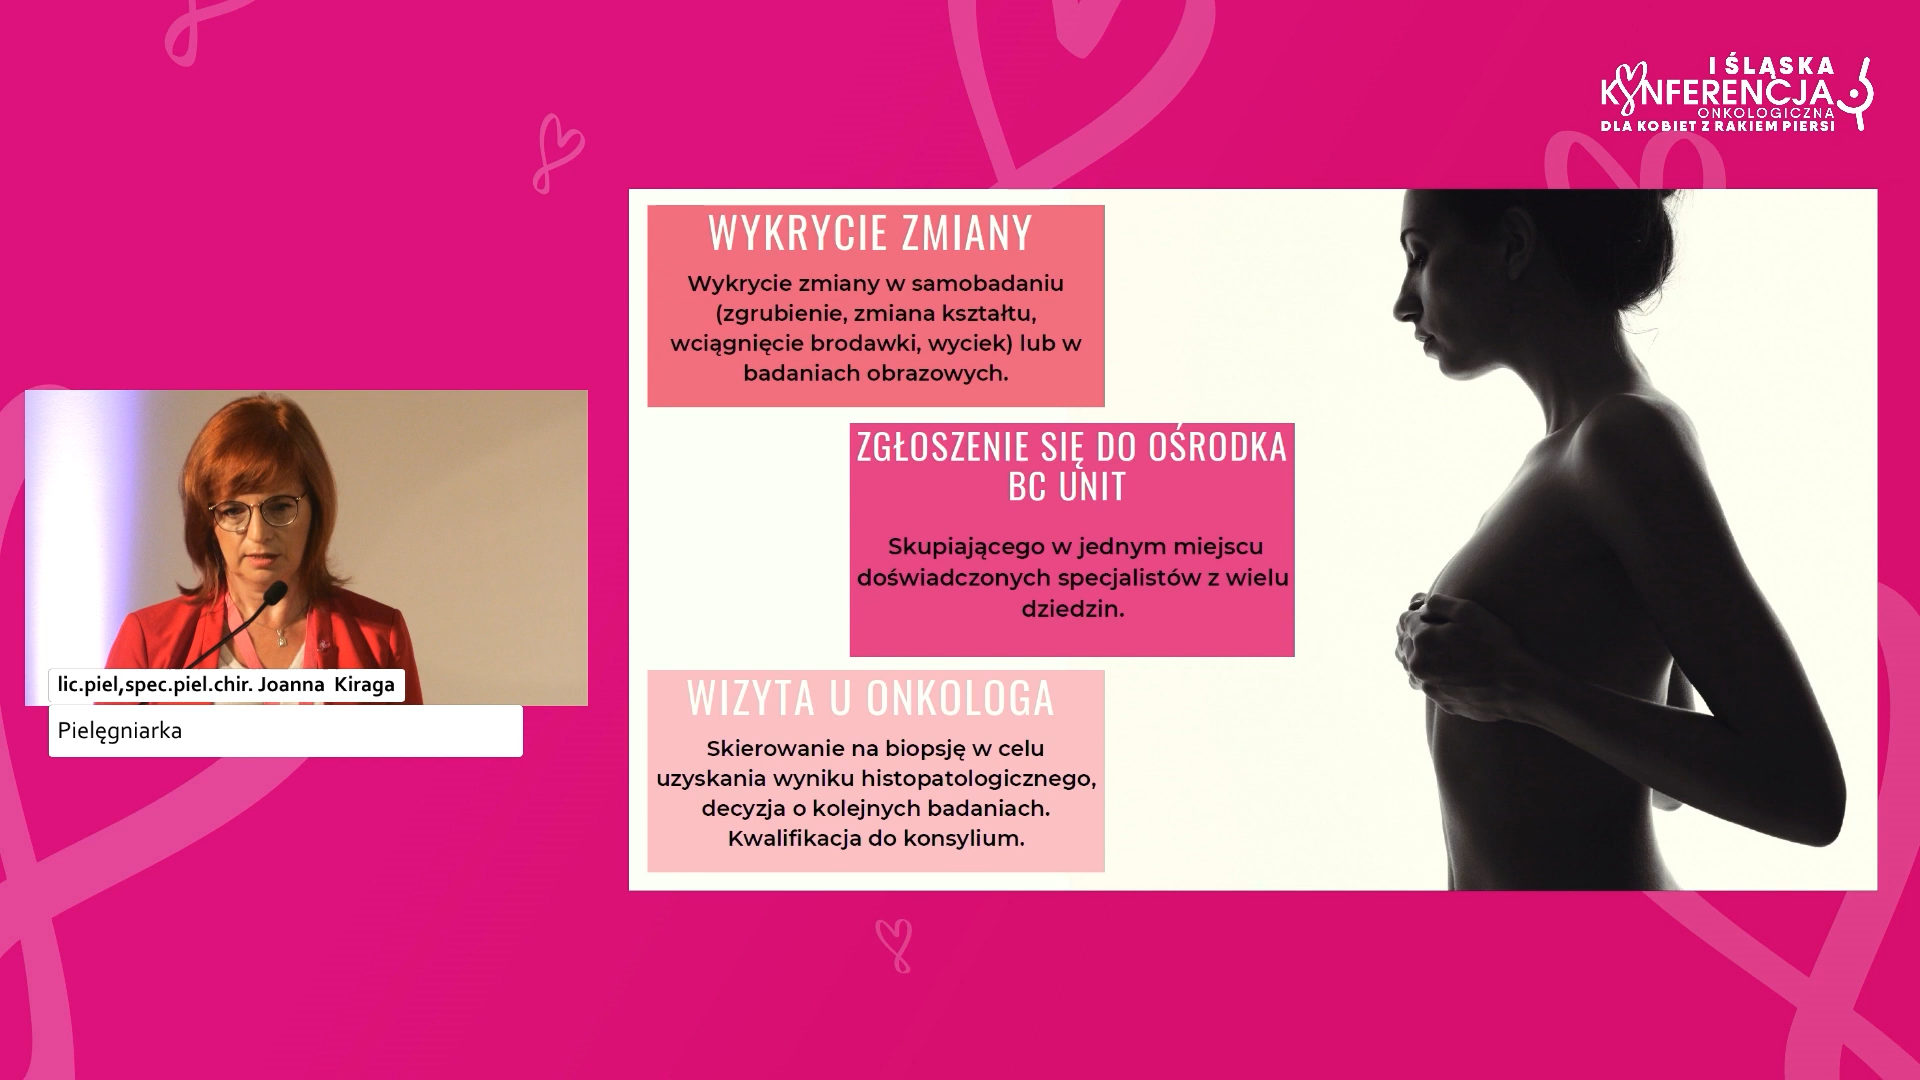 I ŚLĄSKA
KONFERENCJA
ONKOLOGICZNA
DLA KOBIET Z RAKIEM PIERSI
WYKRYCIE ZMIANY
Wykrycie zmiany w samobadaniu
(zgrubienie, zmiana kształtu,
wciągnięcie brodawki, wyciek) lub w
badaniach obrazowych.
ZGŁOSZENIE SIĘ DO OŚRODKA
BC UNIT
Skupiającego w jednym miejscu
doświadczonych specjalistów z wielu
dziedzin.
WIZYTA U ONKOLOGA
Skierowanie na biopsję w celu
uzyskania wyniku histopatologicznego,
decyzja o kolejnych badaniach.
Kwalifikacja do konsylium.
lic.piel,spec.piel.chir. Joanna Kiraga
Pielęgniarka